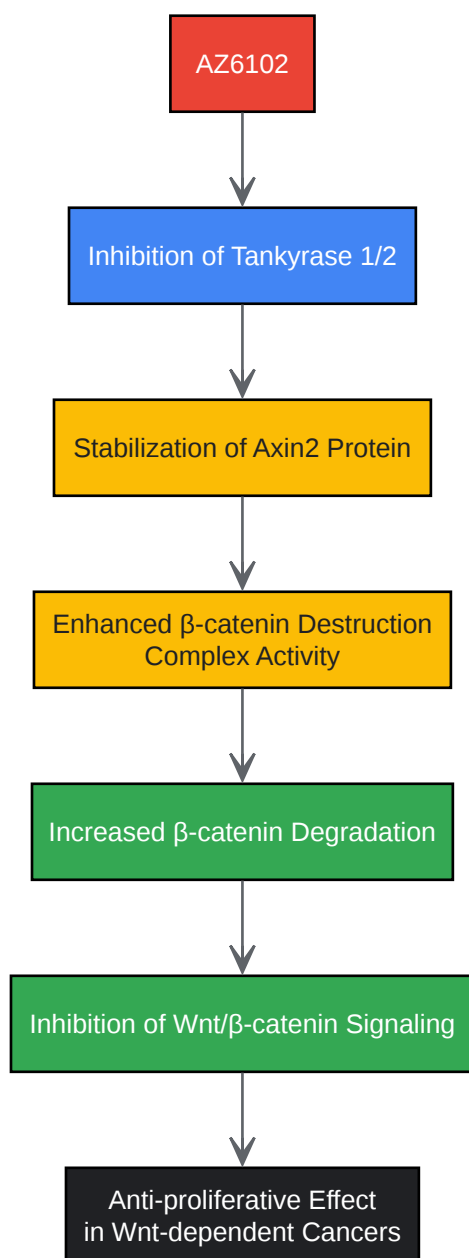 AZ6102
Inhibition of Tankyrase 1/2
Stabilization of Axin2 Protein
Enhanced β-catenin Destruction
Complex Activity
Increased β-catenin Degradation
Inhibition of Wnt/β-catenin Signaling
Anti-proliferative Effect
in Wnt-dependent Cancers